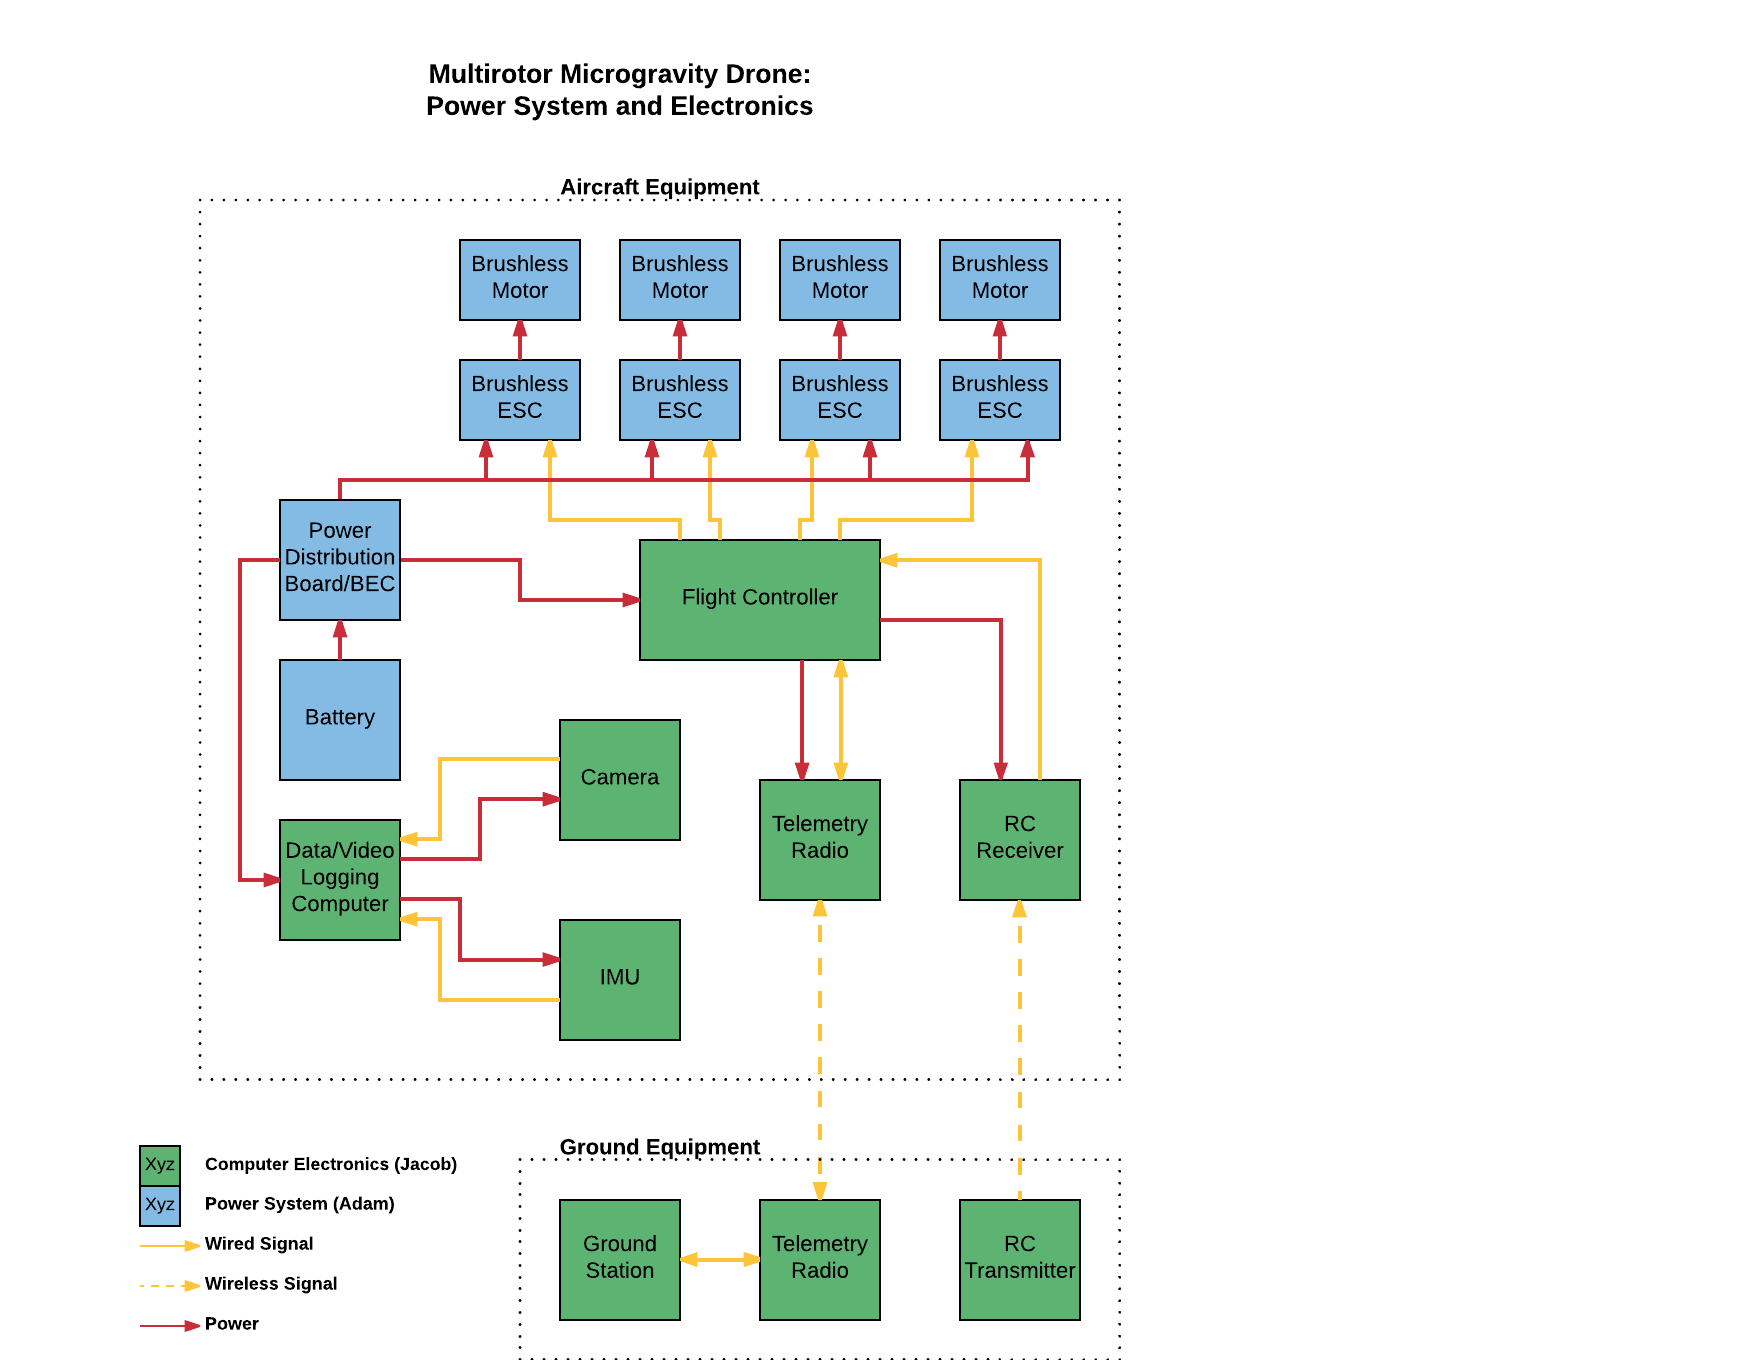 Multirotor Microgravity Drone:
Power System and Electronics
Aircraft Equipment
Brushless
Motor
Brushless
Motor
Brushless
Motor
Brushless
Motor
Brushless
ESC
Brushless
ESC
Brushless
ESC
Brushless
ESC
Power
Distribution
Board/BEC
Flight Controller
Battery
Camera
Telemetry
Radio
RC
Receiver
Data/Video
Logging
Computer
IMU
Ground Equipment
Ground
Station
Telemetry
Radio
RC
Transmitter
Xyz Computer Electronics (Jacob)
Xyz Power System (Adam)
Wired Signal
Wireless Signal
Power